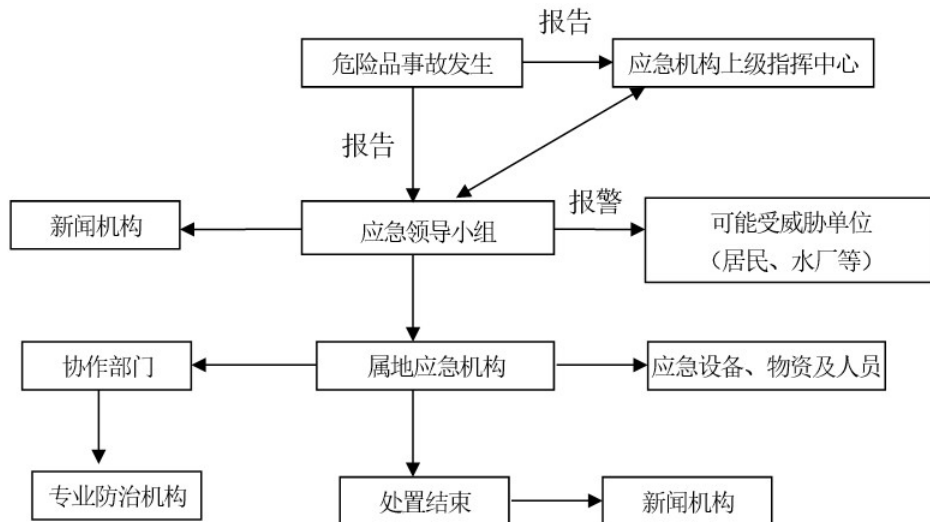 报告
危险品事故发生
应急机构上级指挥中心
报告
报警
新闻机构
应急领导小组
可能受威胁单位
（居民、水厂等）
协作部门
属地应急机构
应急设备、物资及人员
专业防治机构
处置结束
新闻机构